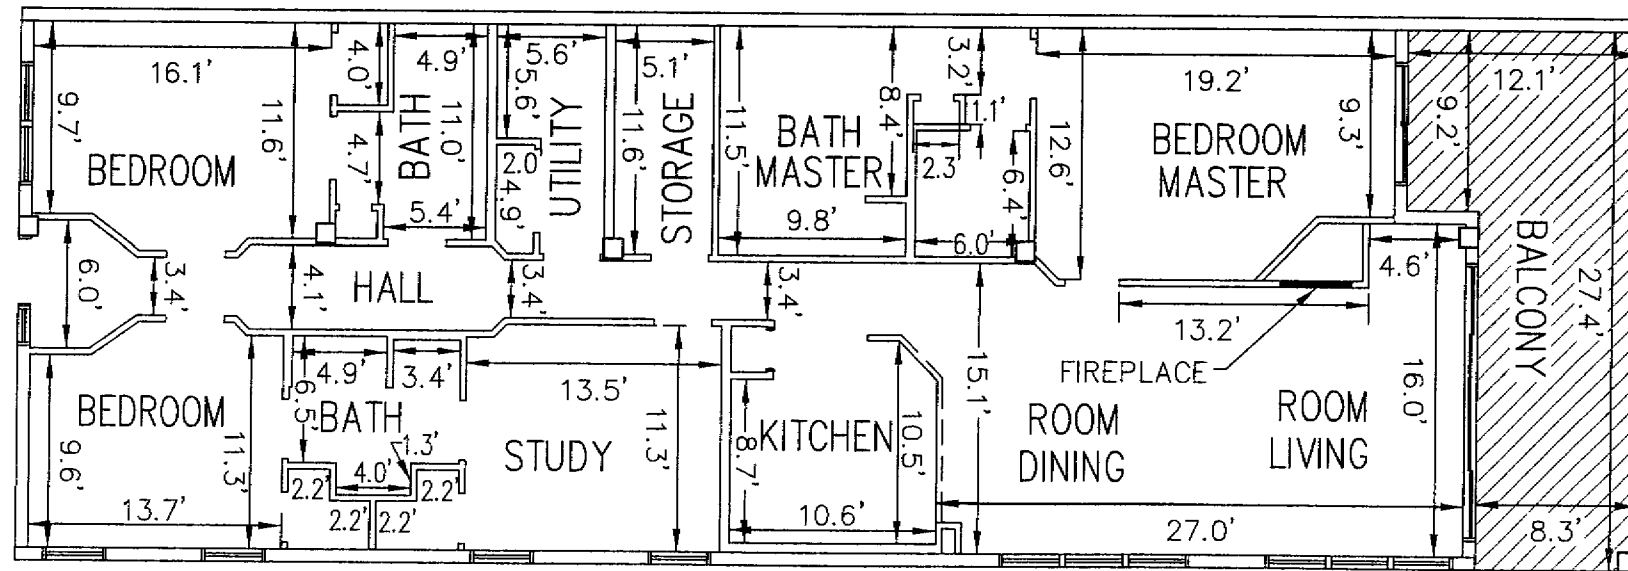 16.1'
9.7'
11.6'
BEDROOM
4.0'
4.7'
4.9'
11.0'
BATH
5.4'
5.6'
5.6'
2.0
4.9'
UTILITY
5.1'
11.6'
STORAGE
11.5'
8.4'
BATH
MASTER
9.8'
3.2'
1.1'
2.3
6.4'
6.0'
12.6'
19.2'
9.3'
BEDROOM
MASTER
12.1'
9.2'
BALCONY
27.4'
8.3'
6.0'
3.4'
4.1'
HALL
3.4'
3.4'
4.6'
13.2'
FIREPLACE
BEDROOM
9.6'
11.3'
13.7'
4.9'
3.4'
6.5'
BATH
1.3'
4.0'
2.2'
2.2'
2.2'
2.2'
13.5'
STUDY
11.3'
KITCHEN
8.7'
10.5'
10.6'
15.1'
ROOM
DINING
ROOM
LIVING
16.0'
27.0'